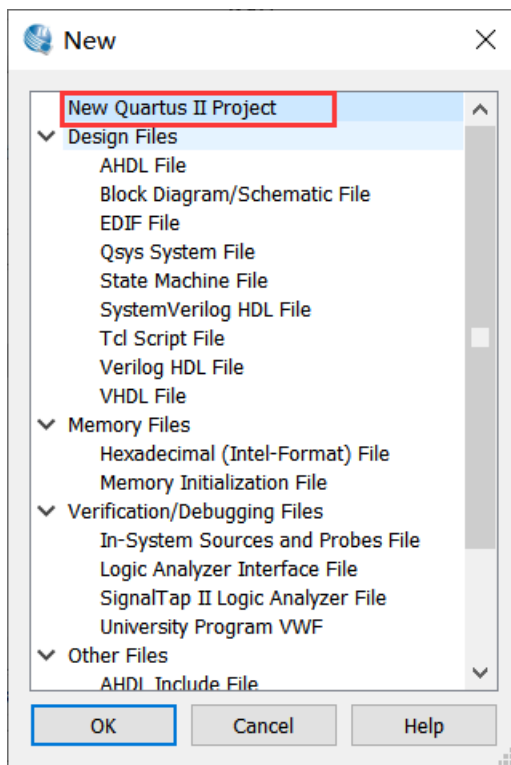 New
New Quartus II Project
Design Files
AHDL File
Block Diagram/Schematic File
EDIF File
Qsys System File
State Machine File
SystemVerilog HDL File
Tcl Script File
Verilog HDL File
VHDL File
Memory Files
Hexadecimal (Intel-Format) File
Memory Initialization File
Verification/Debugging Files
In-System Sources and Probes File
Logic Analyzer Interface File
SignalTap II Logic Analyzer File
University Program VWF
Other Files
AHDL Include File
OK Cancel Help